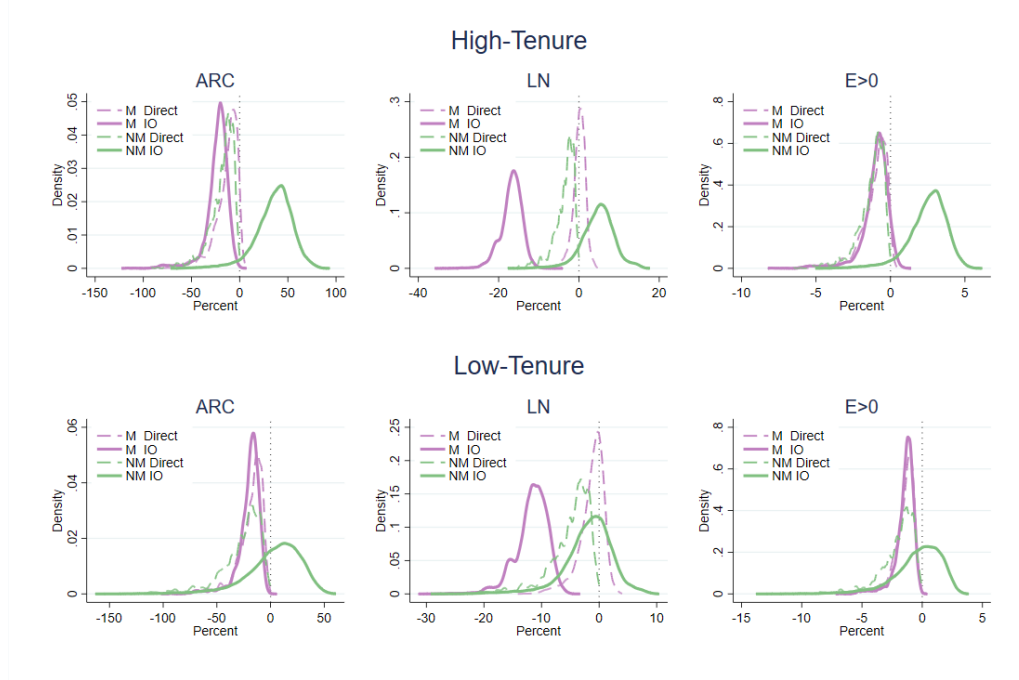 High-Tenure
ARC
LN
E>0
M Direct
M IO
NM Direct
NM IO
M Direct
M IO
NM Direct
NM IO
M Direct
M IO
NM Direct
NM IO
Density
0 .01 .02 .03 .04 .05
Density
0 .1 .2 .3
Density
0 .2 .4 .6 .8
-150 -100 -50 0 50 100
-40 -20 0 20
-10 -5 0 5
Percent
Percent
Percent
Low-Tenure
ARC
LN
E>0
M Direct
M IO
NM Direct
NM IO
M Direct
M IO
NM Direct
NM IO
M Direct
M IO
NM Direct
NM IO
Density
0 .02 .04 .06
Density
0 .05 .1 .15 .2 .25
Density
0 .2 .4 .6 .8
-150 -100 -50 0 50
-30 -20 -10 0 10
-15 -10 -5 0 5
Percent
Percent
Percent